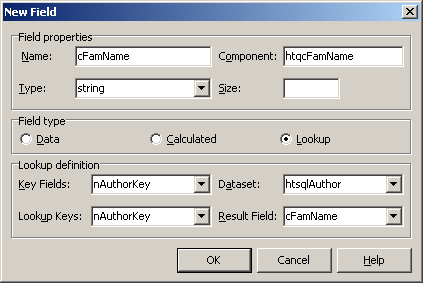 New Field
Field properties
Name: cFamName Component: htqcFamName
Type: string Size:
Field type
Data Calculated Lookup
Lookup definition
Key Fields: nAuthorKey Dataset: htsqlAuthor
Lookup Keys: nAuthorKey Result Field: cFamName
OK Cancel Help